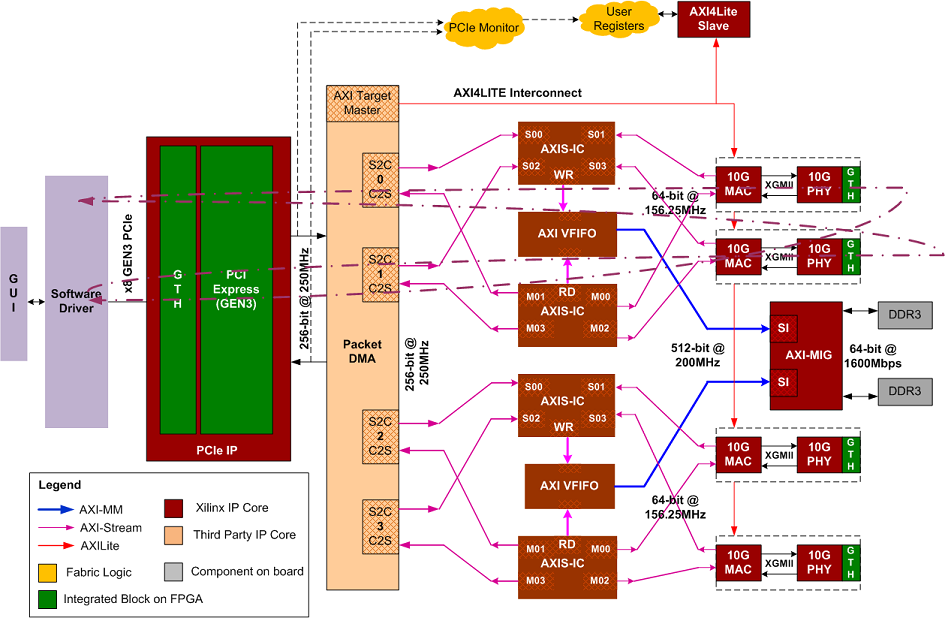 PCIe Monitor
User
Registers
AXI4Lite
Slave
AXI Target
Master
AXI4LITE Interconnect
S00
S01
AXIS-IC
S02
S03
WR
S2C
0
C2S
10G
MAC
XGMII
10G
PHY
G
T
H
64-bit @
156.25MHz
AXI VFIFO
10G
MAC
XGMII
10G
PHY
G
T
H
S2C
1
C2S
GUI
Software
Driver
x8 GEN3 PCIe
G
T
H
PCI
Express
(GEN3)
256-bit @ 250MHz
M01
RD
M00
AXIS-IC
M03
M02
Packet
DMA
256-bit @
250MHz
512-bit @
200MHz
SI
AXI-MIG
SI
64-bit @
1600Mbps
DDR3
DDR3
S00
S01
AXIS-IC
S02
S03
WR
S2C
2
C2S
10G
MAC
XGMII
10G
PHY
G
T
H
PCIe IP
AXI VFIFO
64-bit @
156.25MHz
S2C
3
C2S
M01
RD
M00
AXIS-IC
M03
M02
10G
MAC
XGMII
10G
PHY
G
T
H
Legend
AXI-MM
AXI-Stream
AXILite
Fabric Logic
Integrated Block on FPGA
Xilinx IP Core
Third Party IP Core
Component on board